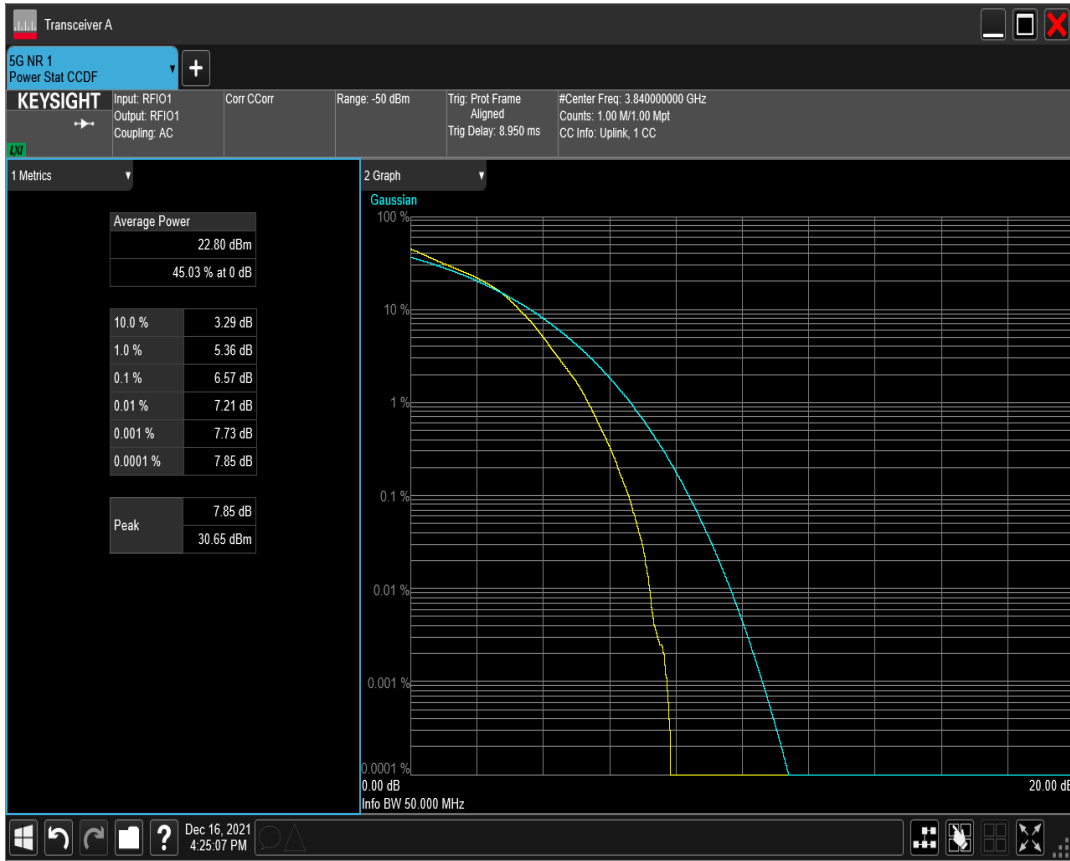 Transceiver A
5G NR 1
Power Stat CCDF
KEYSIGHT
LXI
Input: RFIO1
Output: RFIO1
Coupling: AC
Corr CCorr
Range: -50 dBm
Trig: Prot Frame
Aligned
Trig Delay: 8.950 ms
#Center Freq: 3.840000000 GHz
Counts: 1.00 M/1.00 Mpt
CC Info: Uplink, 1 CC
1 Metrics
Average Power
22.80 dBm
45.03 % at 0 dB
10.0 % 3.29 dB
1.0 % 5.36 dB
0.1 % 6.57 dB
0.01 % 7.21 dB
0.001 % 7.73 dB
0.0001 % 7.85 dB
Peak 7.85 dB
30.65 dBm
2 Graph
Gaussian
100 %
10 %
1 %
0.1 %
0.01 %
0.001 %
0.0001 %
0.00 dB
20.00 dB
Info BW 50.000 MHz
?
Dec 16, 2021
4:25:07 PM